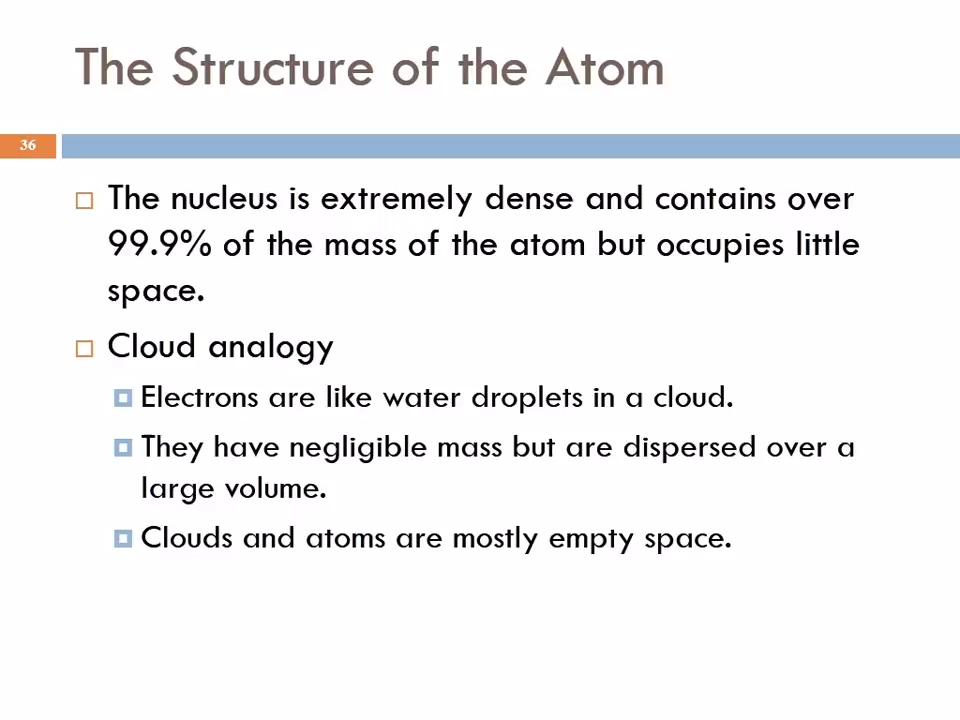 The Structure of the Atom
36
The nucleus is extremely dense and contains over
99.9% of the mass of the atom but occupies little
space.
Cloud analogy
Electrons are like water droplets in a cloud.
They have negligible mass but are dispersed over a
large volume.
Clouds and atoms are mostly empty space.